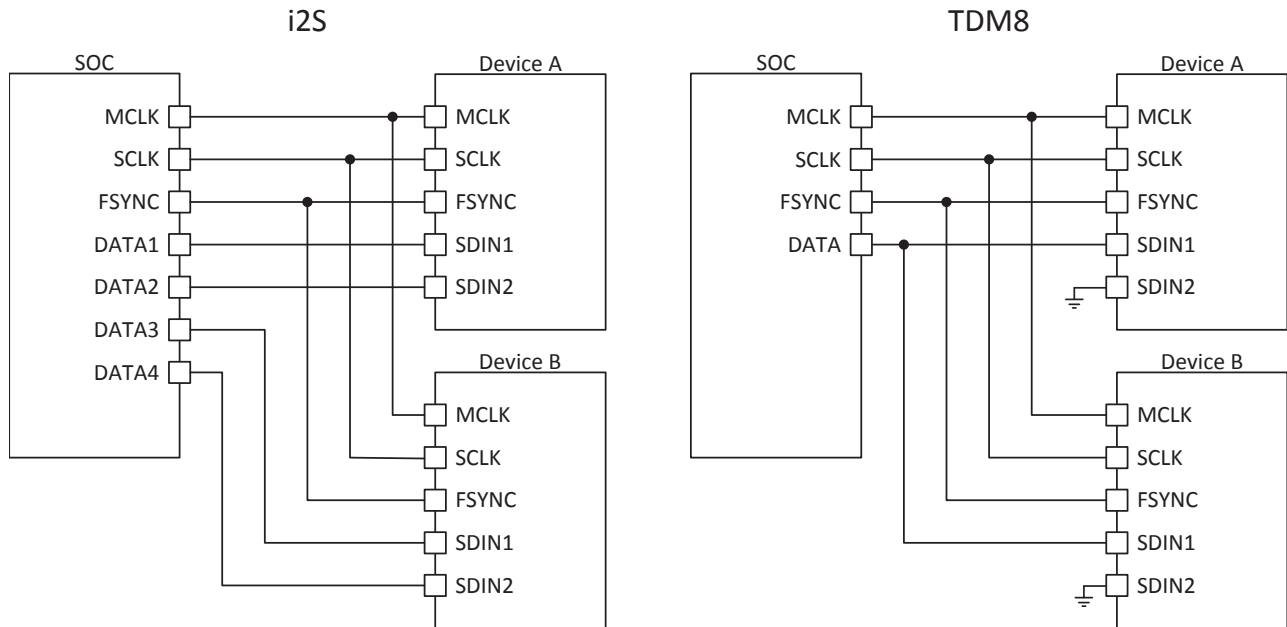 i2S
SOC
MCLK
SCLK
FSYNC
DATA1
DATA2
DATA3
DATA4
Device A
MCLK
SCLK
FSYNC
SDIN1
SDIN2
Device B
MCLK
SCLK
FSYNC
SDIN1
SDIN2
TDM8
SOC
MCLK
SCLK
FSYNC
DATA
Device A
MCLK
SCLK
FSYNC
SDIN1
SDIN2
Device B
MCLK
SCLK
FSYNC
SDIN1
SDIN2